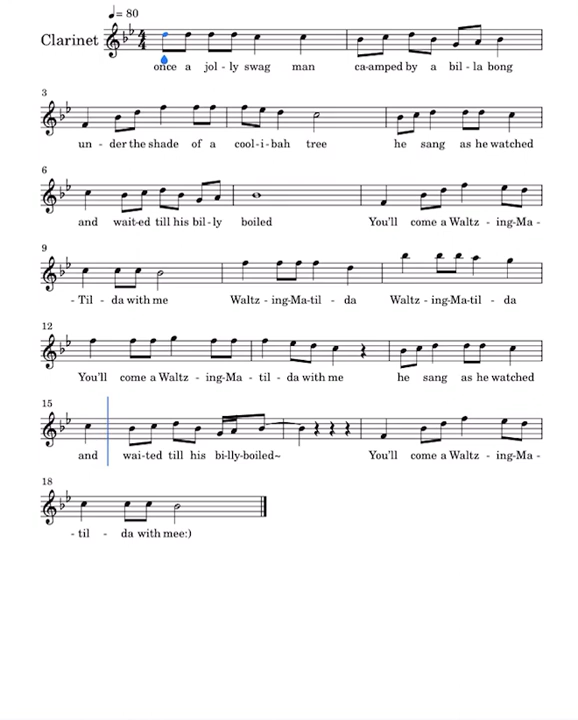 ♩= 80
Clarinet
4
4
once a jol - ly swag man ca-amped by a bil - la bong
3
un - der the shade of a cool - i - bah tree he sang as he watched
6
and wait-ed till his bil - ly boiled You'll come a Waltz - ing-Ma -
9
- Til - da with me Waltz - ing-Ma-til - da Waltz - ing-Ma-til - da
12
You'll come a Waltz - ing-Ma - til - da with me he sang as he watched
15
and wai-ted till his bi-lly-boiled~ You'll come a Waltz - ing-Ma -
18
- til - da with mee:)